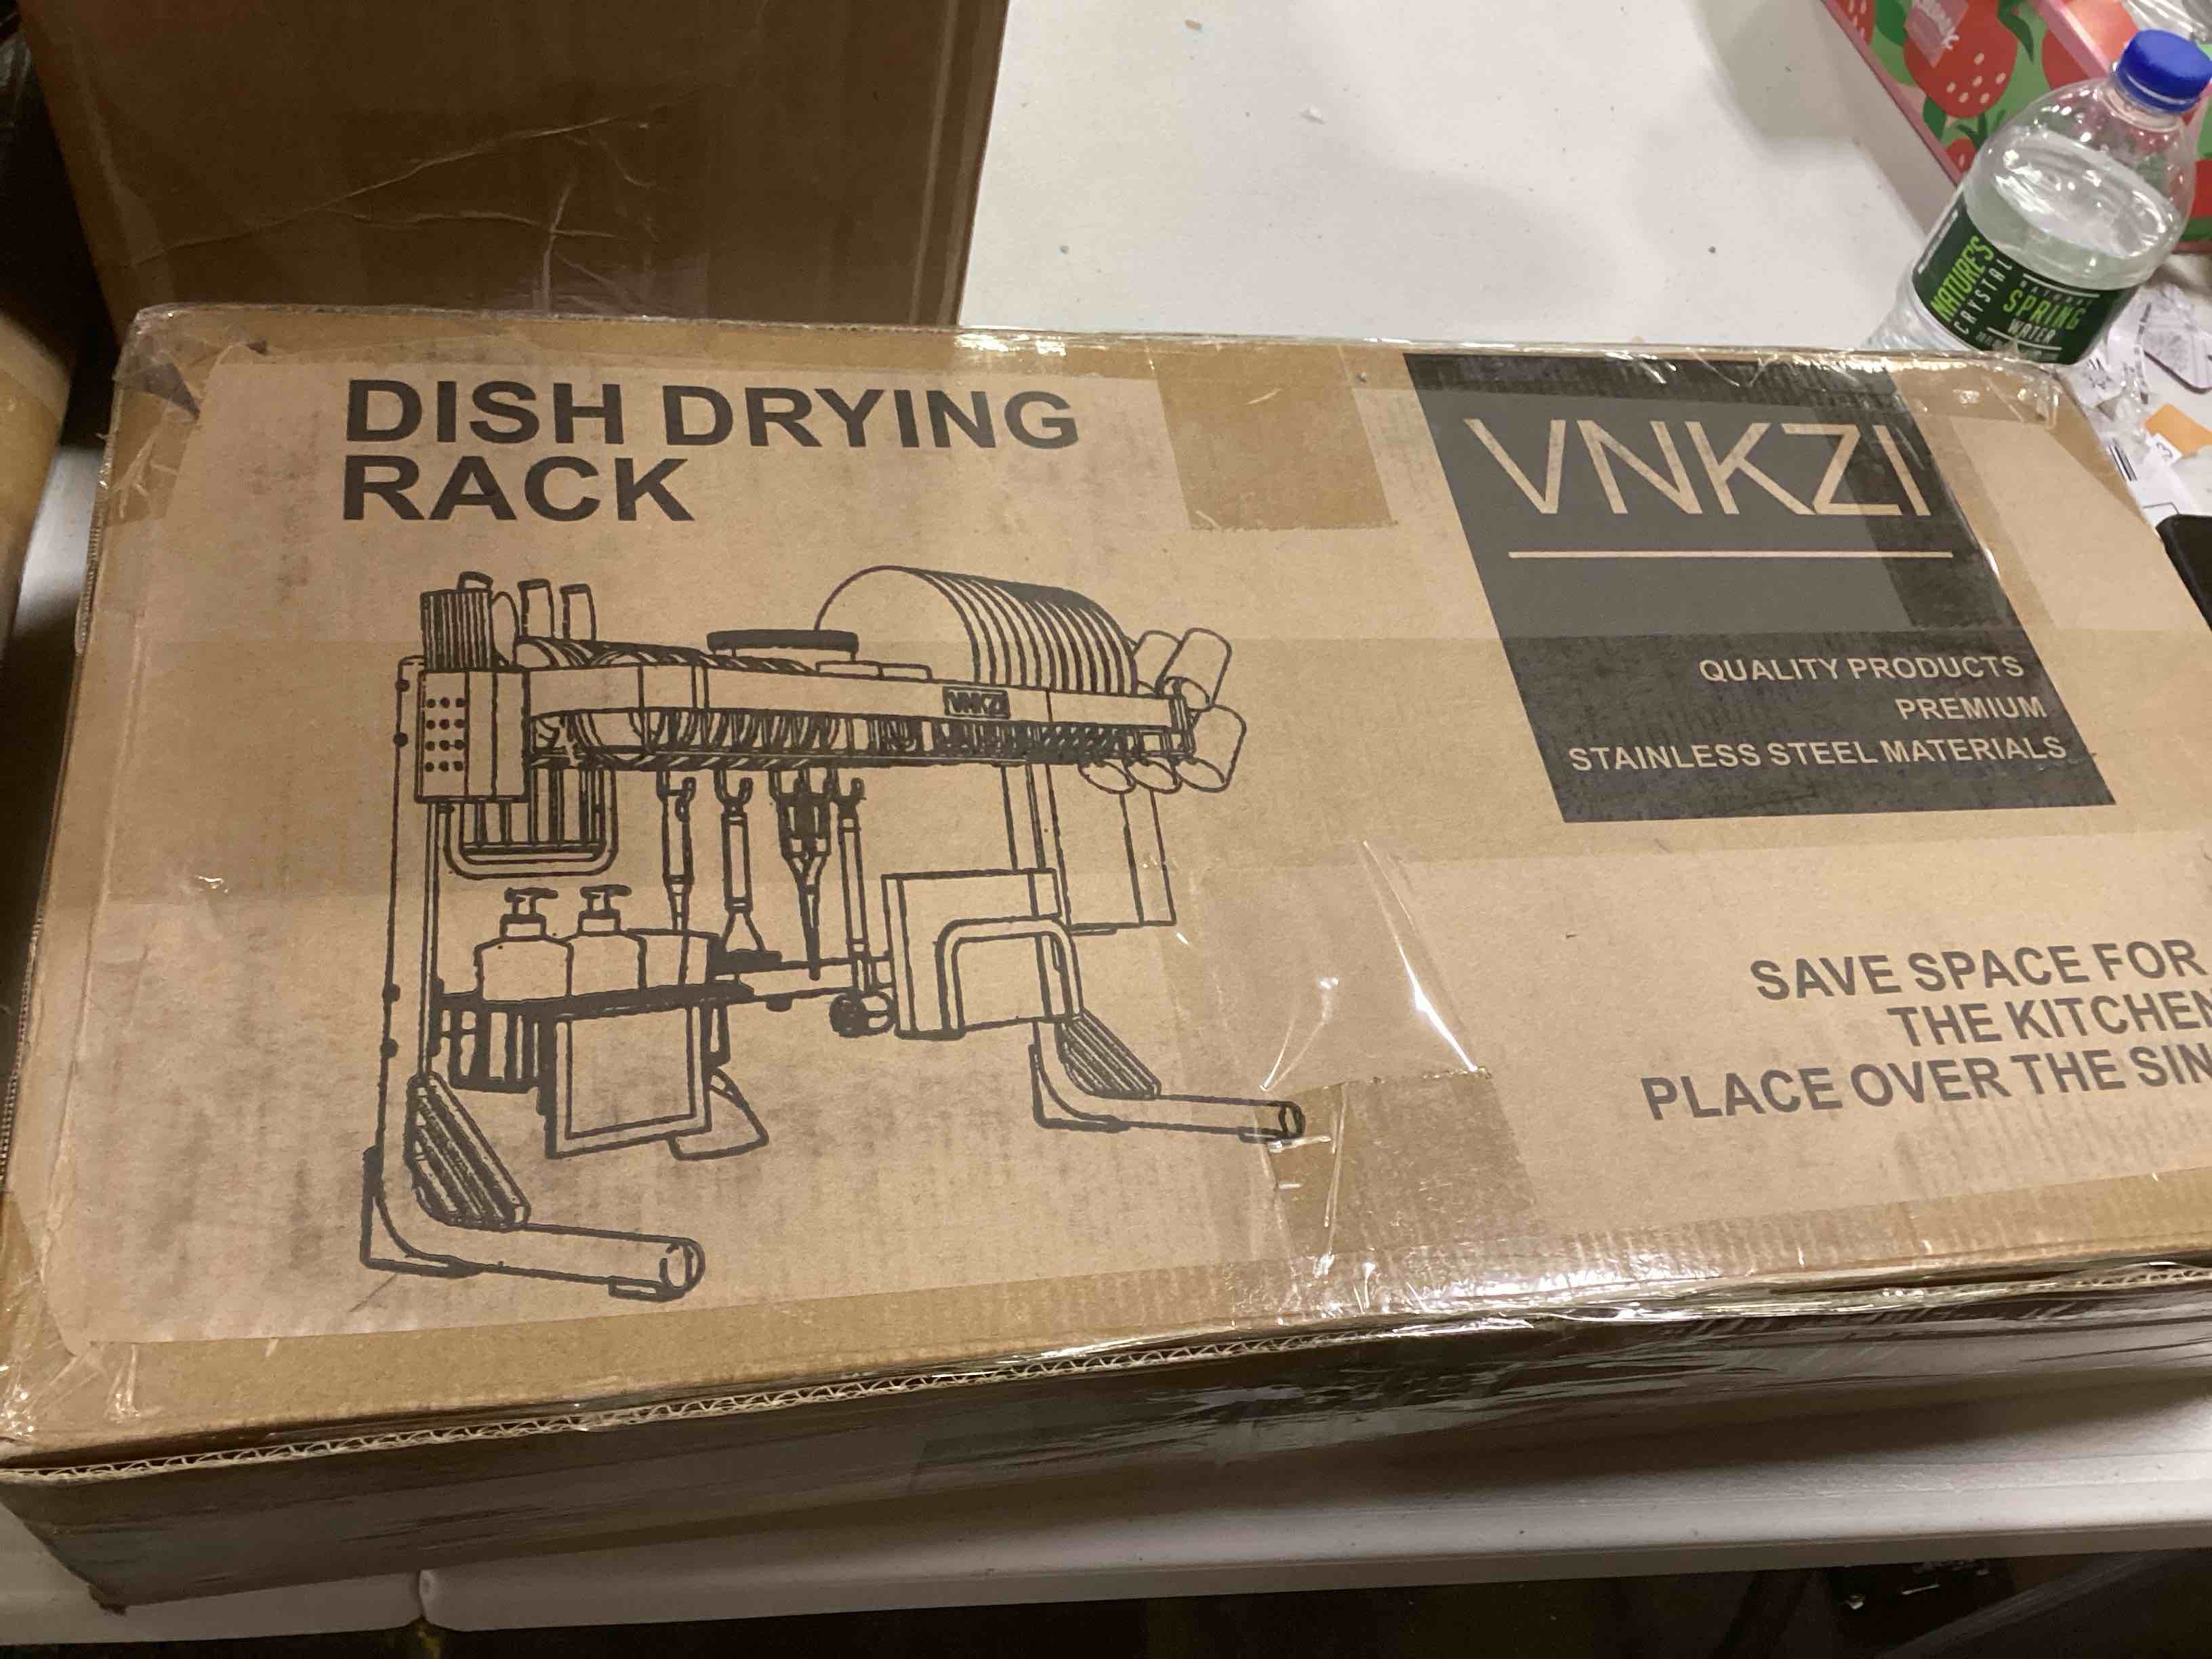 DISH DRYING
RACK
VNKZI
QUALITY PRODUCTS
PREMIUM
STAINLESS STEEL MATERIALS
VNKZI
SAVE SPACE FOR
THE KITCHEN
PLACE OVER THE SIN
NATURE'S
CRYSTAL
NATURAL
SPRING
WATER